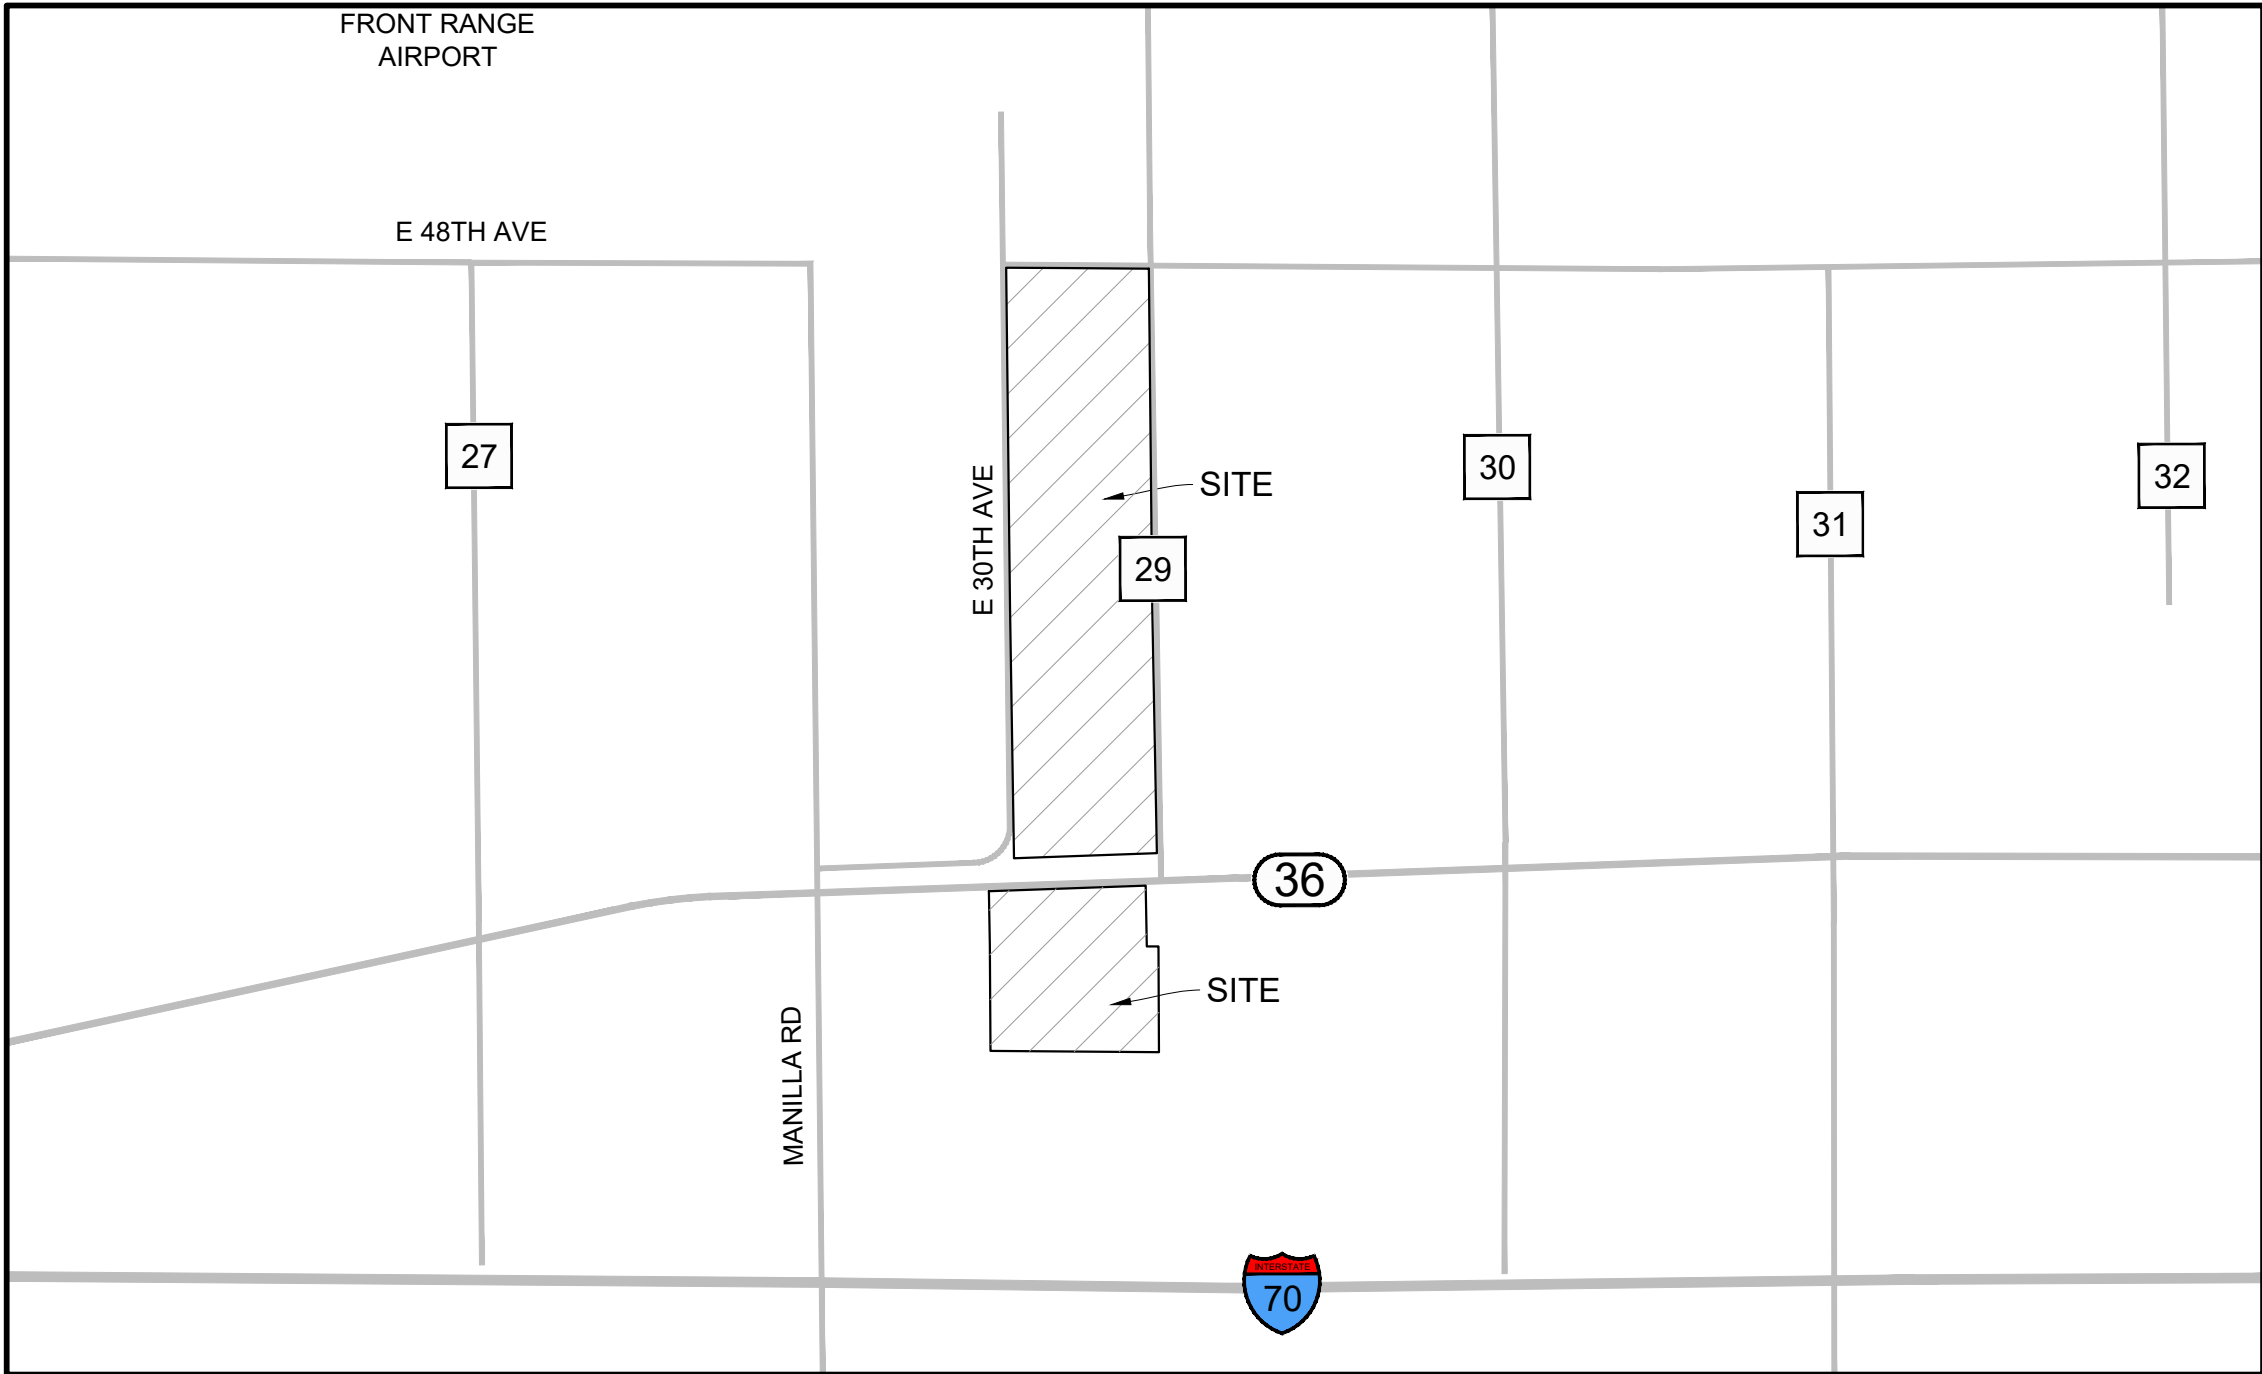 FRONT RANGE
AIRPORT
E 48TH AVE
27
E 30TH AVE
SITE
29
30
31
32
36
SITE
MANILLA RD
INTERSTATE
70